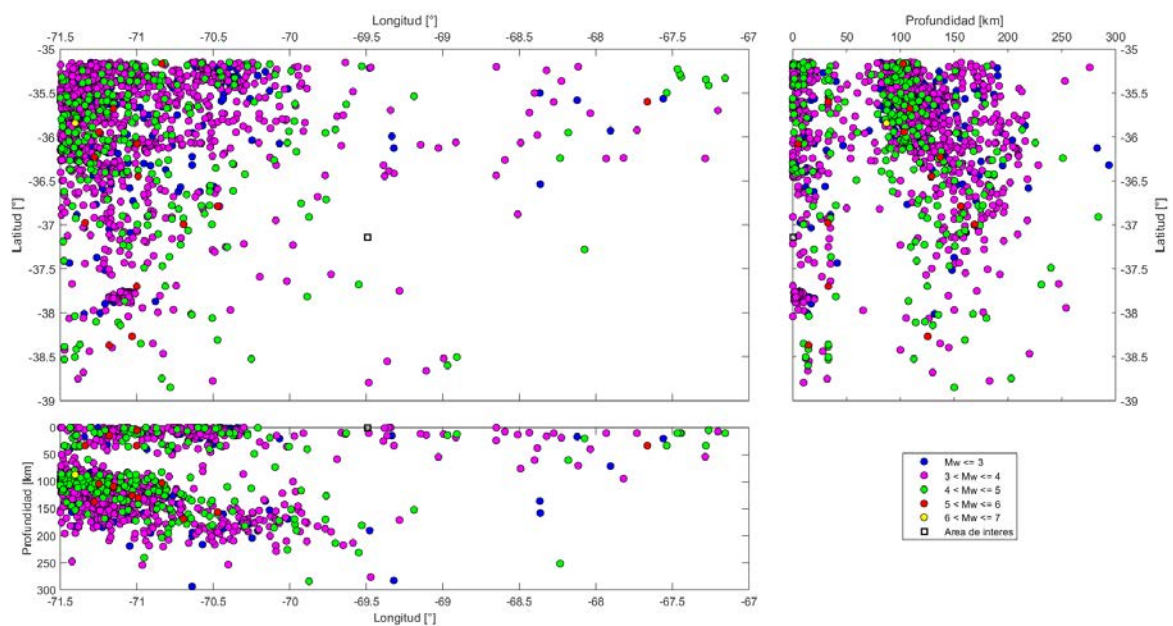 Longitud [°]
-71.5 -71 -70.5 -70 -69.5 -69 -68.5 -68 -67.5 -67
-35
-35.5
-36
-36.5
-37
-37.5
-38
-38.5
-39
Latitud [°]
Profundidad [km]
0 50 100 150 200 250 300
-35
-35.5
-36
-36.5
-37
-37.5
-38
-38.5
-39
Latitud [°]
0
50
100
150
200
250
300
Profundidad [km]
-71.5 -71 -70.5 -70 -69.5 -69 -68.5 -68 -67.5 -67
Longitud [°]
Mw <= 3
3 < Mw <= 4
4 < Mw <= 5
5 < Mw <= 6
6 < Mw <= 7
Area de interes